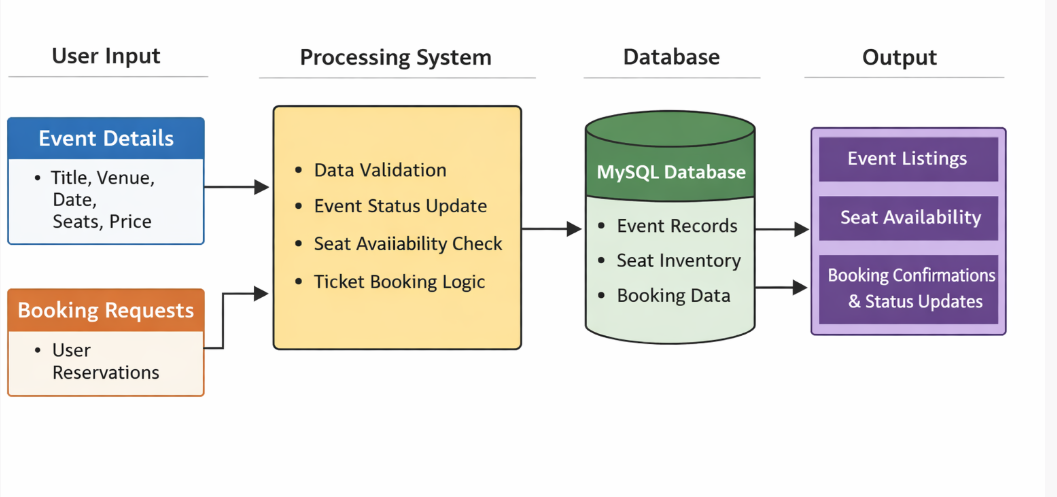 User Input
Processing System
Database
Output
Event Details
• Title, Venue,
Date,
Seats, Price
Booking Requests
• User
Reservations
• Data Validation
• Event Status Update
• Seat Avaiiability Check
• Ticket Booking Logic
MySQL Database
• Event Records
• Seat Inventory
• Booking Data
Event Listings
Seat Availability
Booking Confirmations
& Status Updates